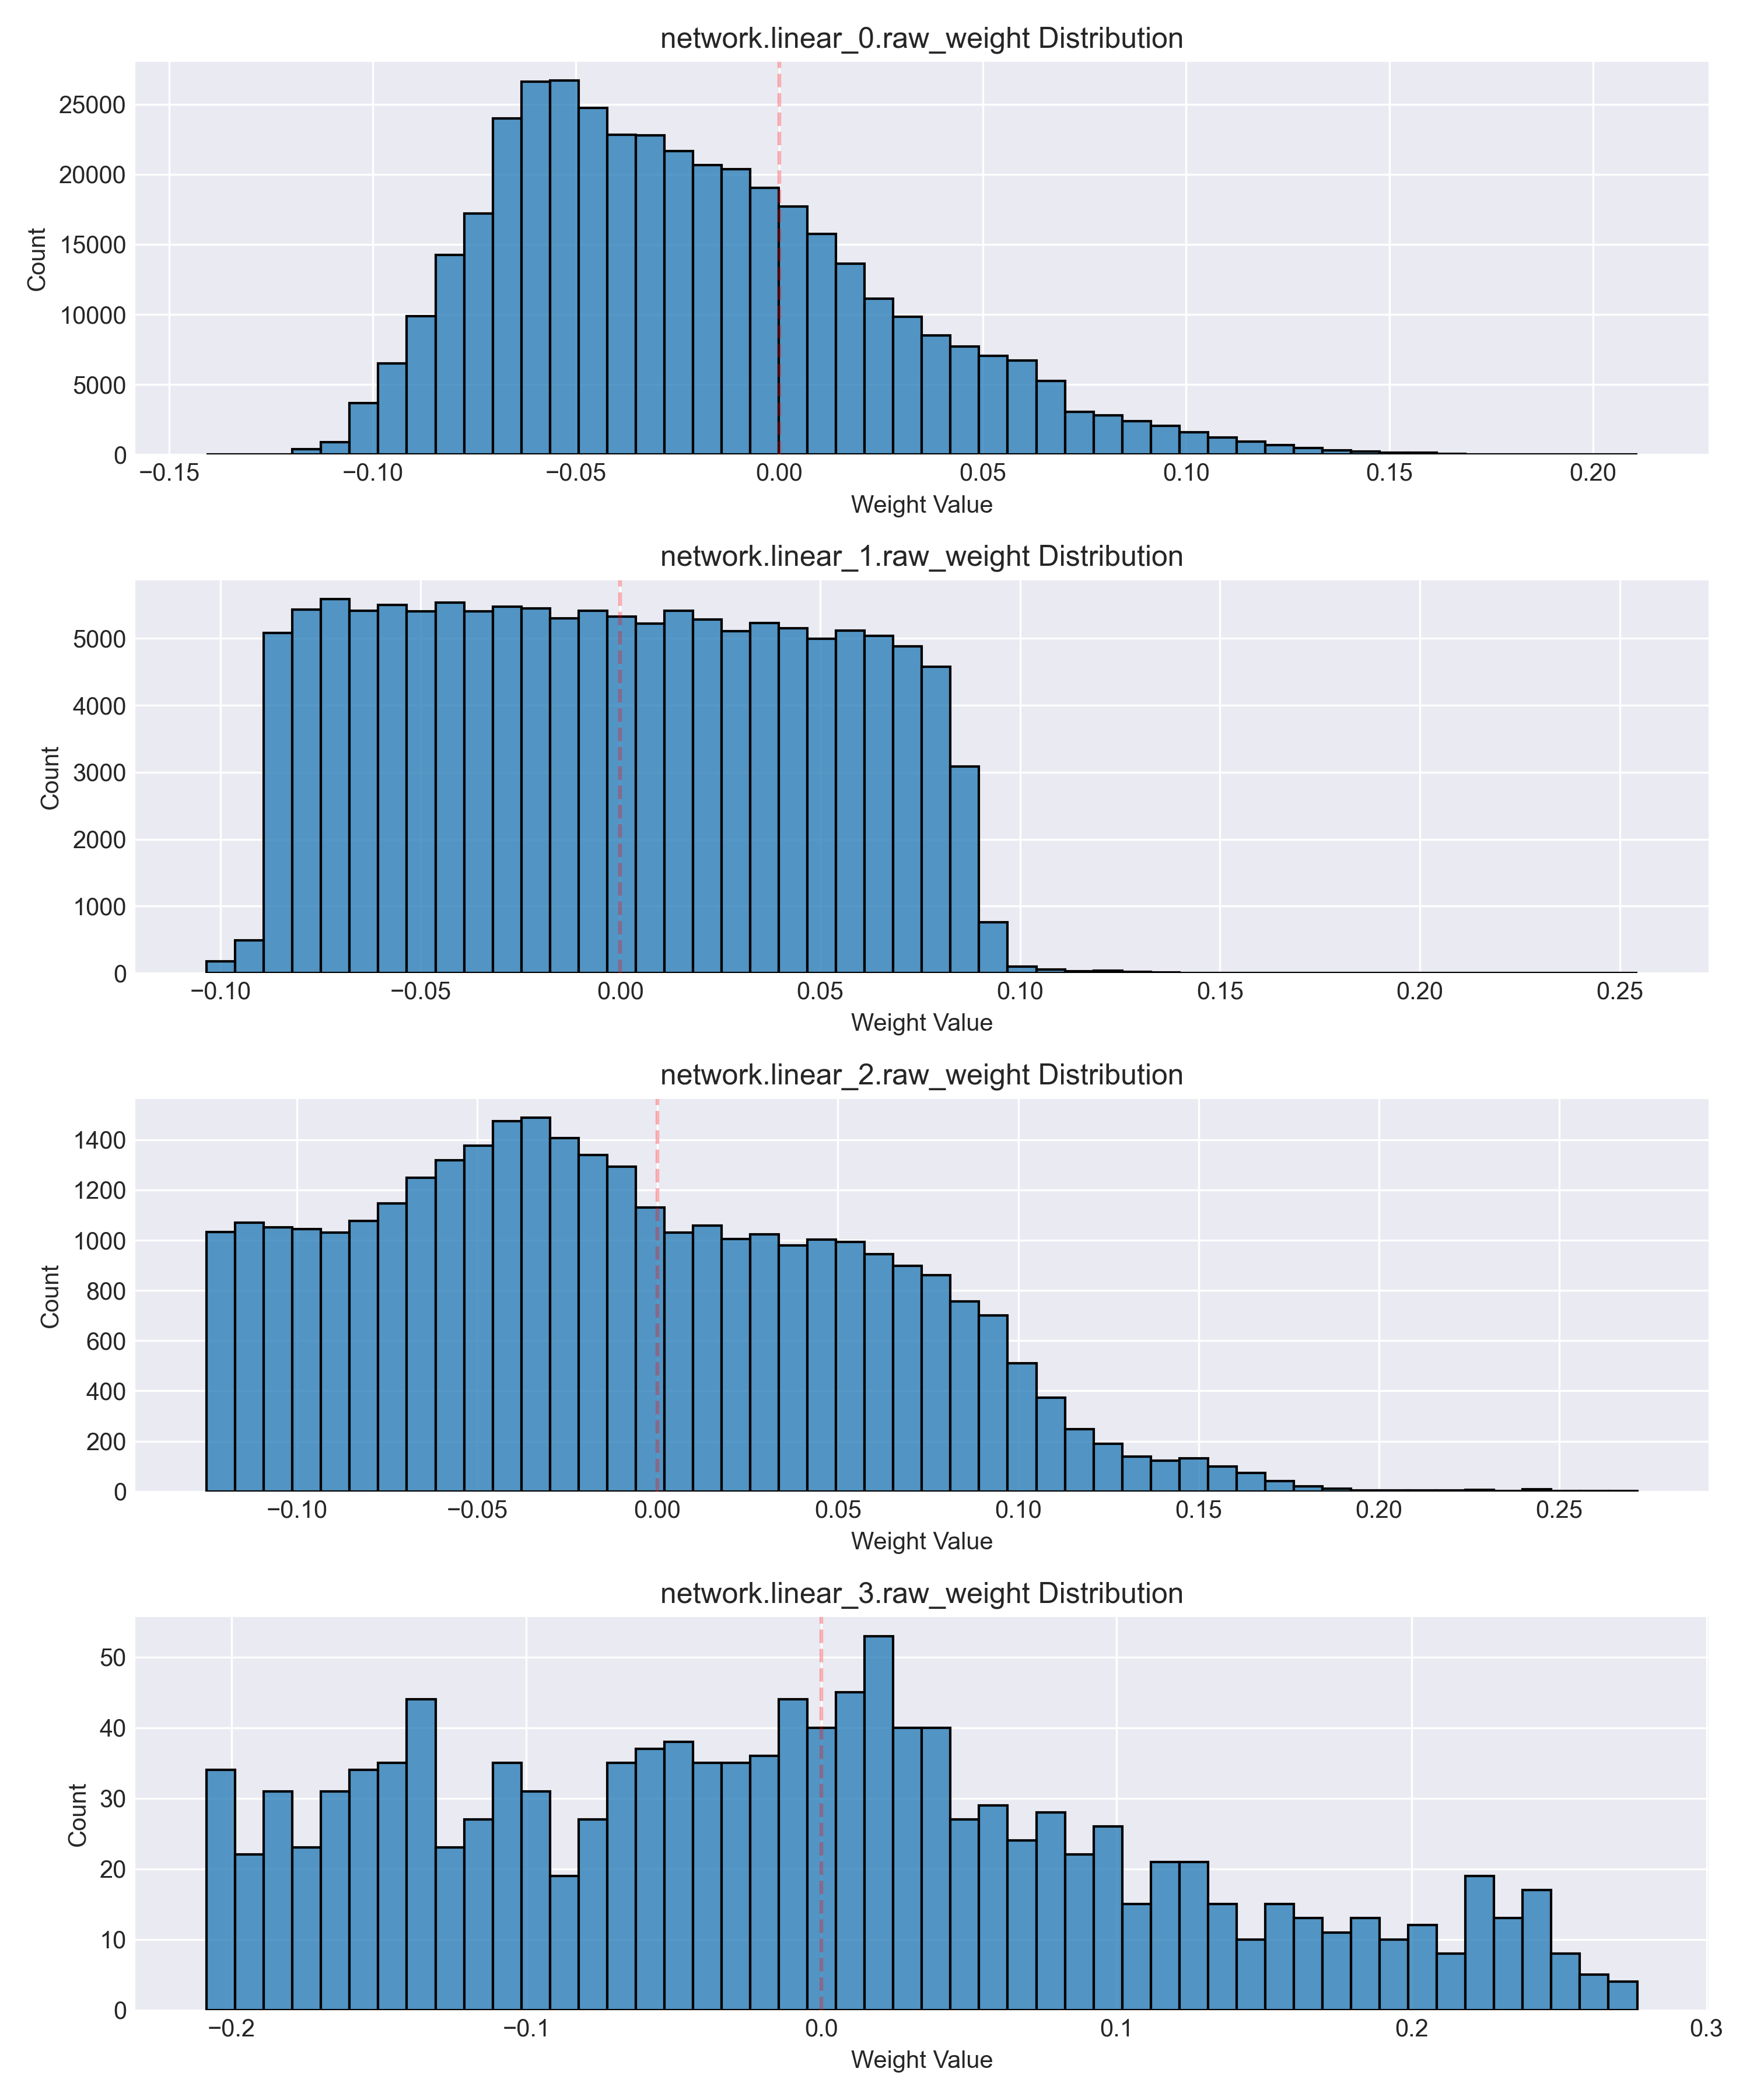 network.linear_0.raw_weight Distribution
25000
20000
15000
10000
5000
0
Count
−0.15 −0.10 −0.05 0.00 0.05 0.10 0.15 0.20
Weight Value
network.linear_1.raw_weight Distribution
5000
4000
3000
2000
1000
0
Count
−0.10 −0.05 0.00 0.05 0.10 0.15 0.20 0.25
Weight Value
network.linear_2.raw_weight Distribution
1400
1200
1000
800
600
400
200
0
Count
−0.10 −0.05 0.00 0.05 0.10 0.15 0.20 0.25
Weight Value
network.linear_3.raw_weight Distribution
50
40
30
20
10
0
Count
−0.2 −0.1 0.0 0.1 0.2 0.3
Weight Value